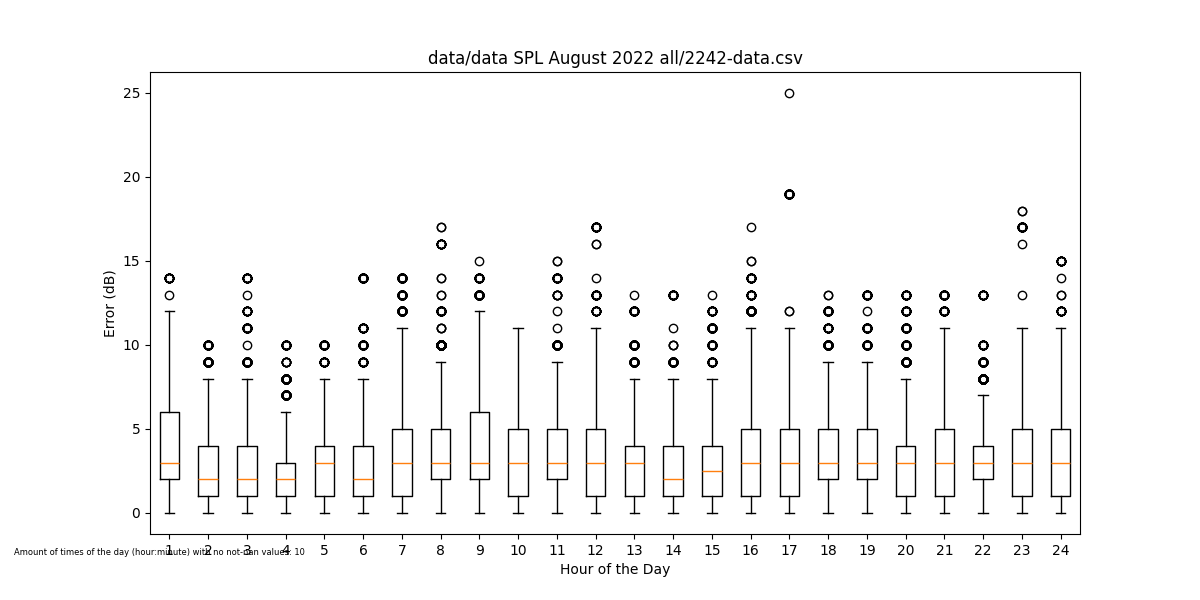 data/data SPL August 2022 all/2242-data.csv
25
20
15
10
5
0
Error (dB)
1 2 3 4 5 6 7 8 9 10 11 12 13 14 15 16 17 18 19 20 21 22 23 24
Amount of times of the day (hour:minute) with no not-nan values: 10
Hour of the Day